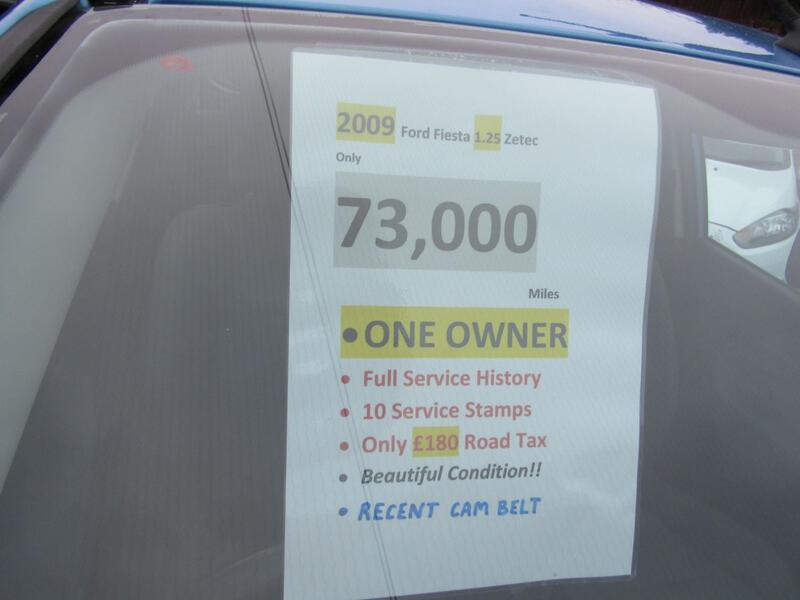 2009 Ford Fiesta 1.25 Zetec
Only
73,000
Miles
• ONE OWNER
• Full Service History
• 10 Service Stamps
• Only £180 Road Tax
• Beautiful Condition!!
• RECENT CAM BELT